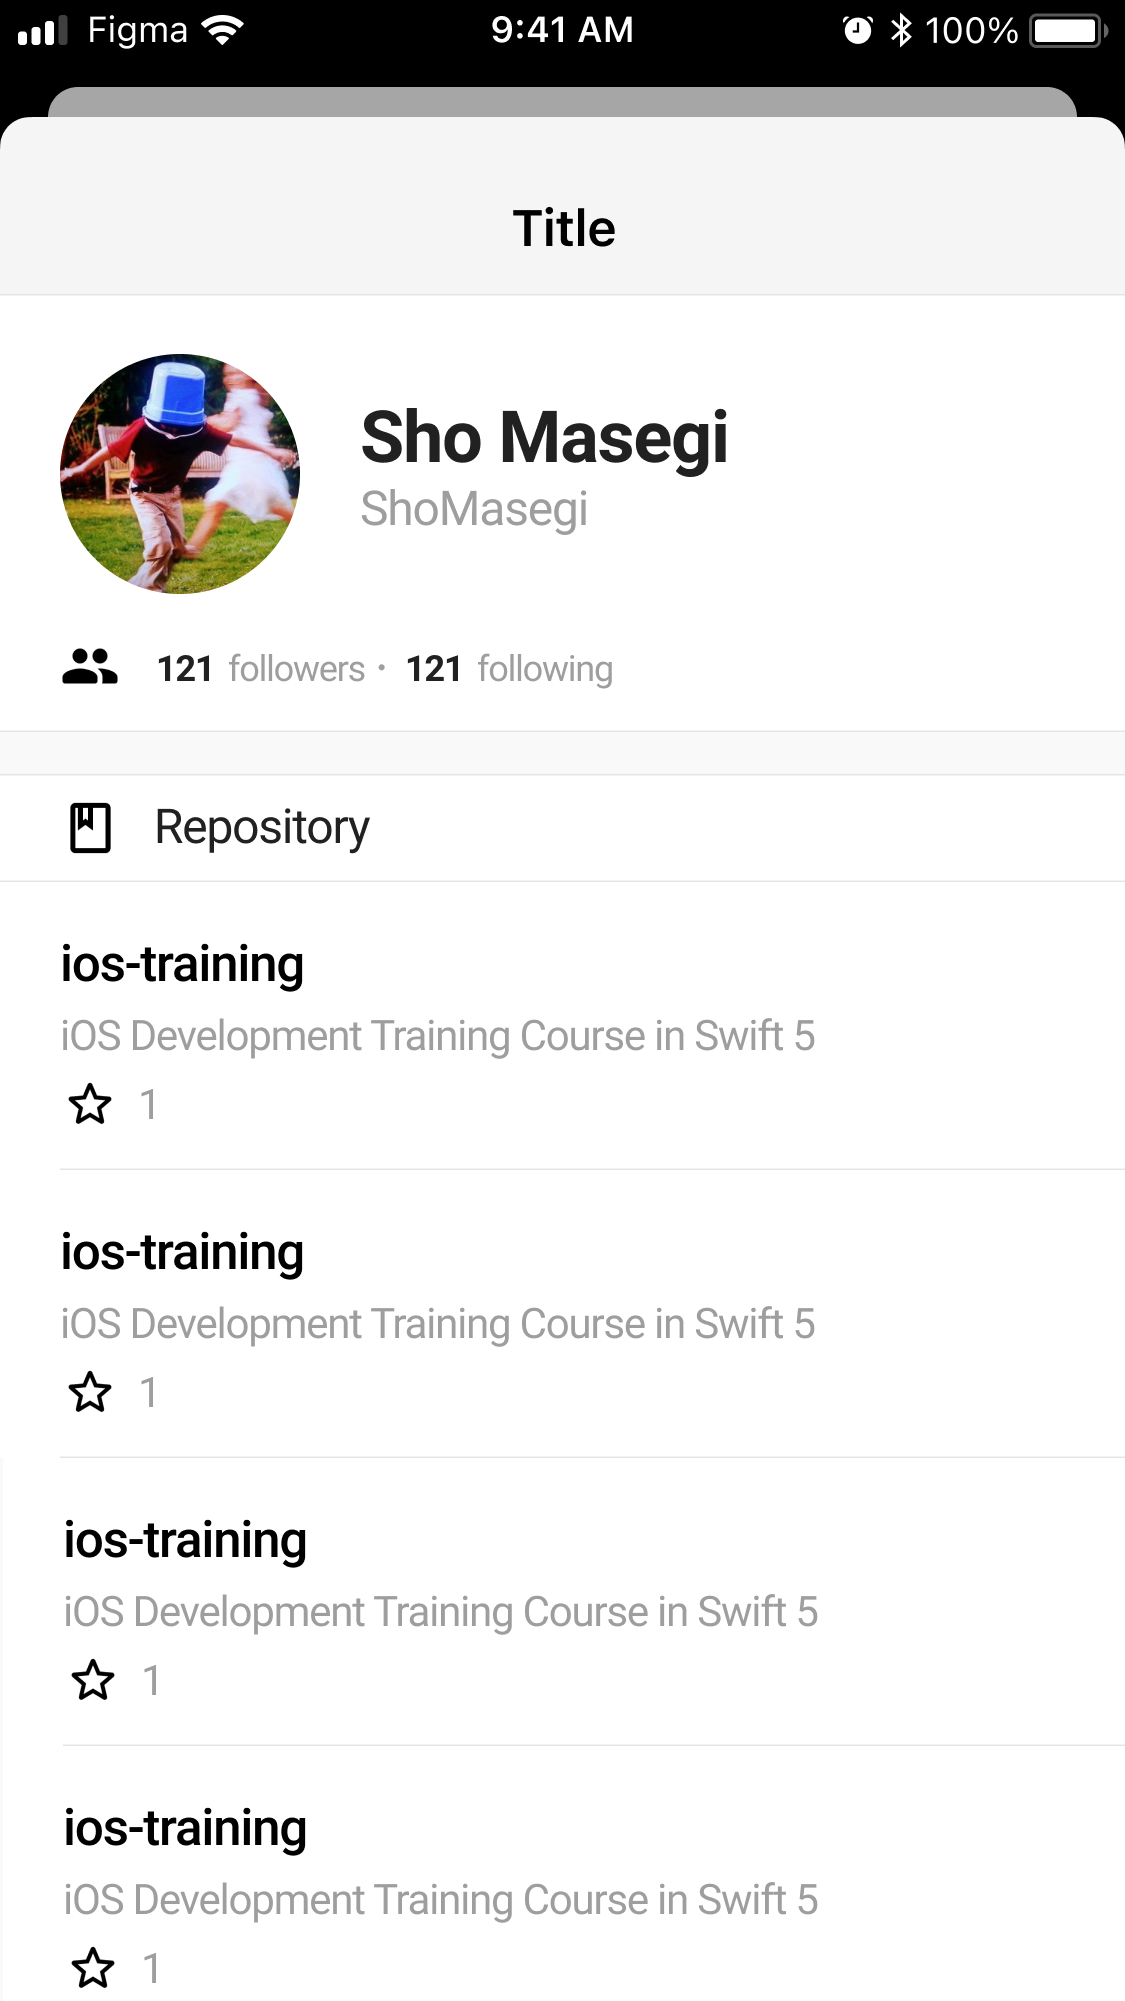 Figma 9:41 AM 100%
Title
Sho Masegi
ShoMasegi
121 followers • 121 following
Repository
ios-training
iOS Development Training Course in Swift 5
1
ios-training
iOS Development Training Course in Swift 5
1
ios-training
iOS Development Training Course in Swift 5
1
ios-training
iOS Development Training Course in Swift 5
1